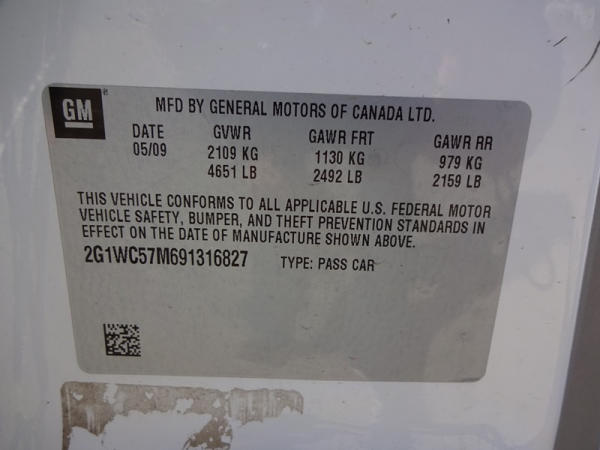 GM
MFD BY GENERAL MOTORS OF CANADA LTD.
DATE GVWR GAWR FRT GAWR RR
05/09 2109 KG 1130 KG 979 KG
4651 LB 2492 LB 2159 LB
THIS VEHICLE CONFORMS TO ALL APPLICABLE U.S. FEDERAL MOTOR
VEHICLE SAFETY, BUMPER, AND THEFT PREVENTION STANDARDS IN
EFFECT ON THE DATE OF MANUFACTURE SHOWN ABOVE.
2G1WC57M691316827 TYPE: PASS CAR